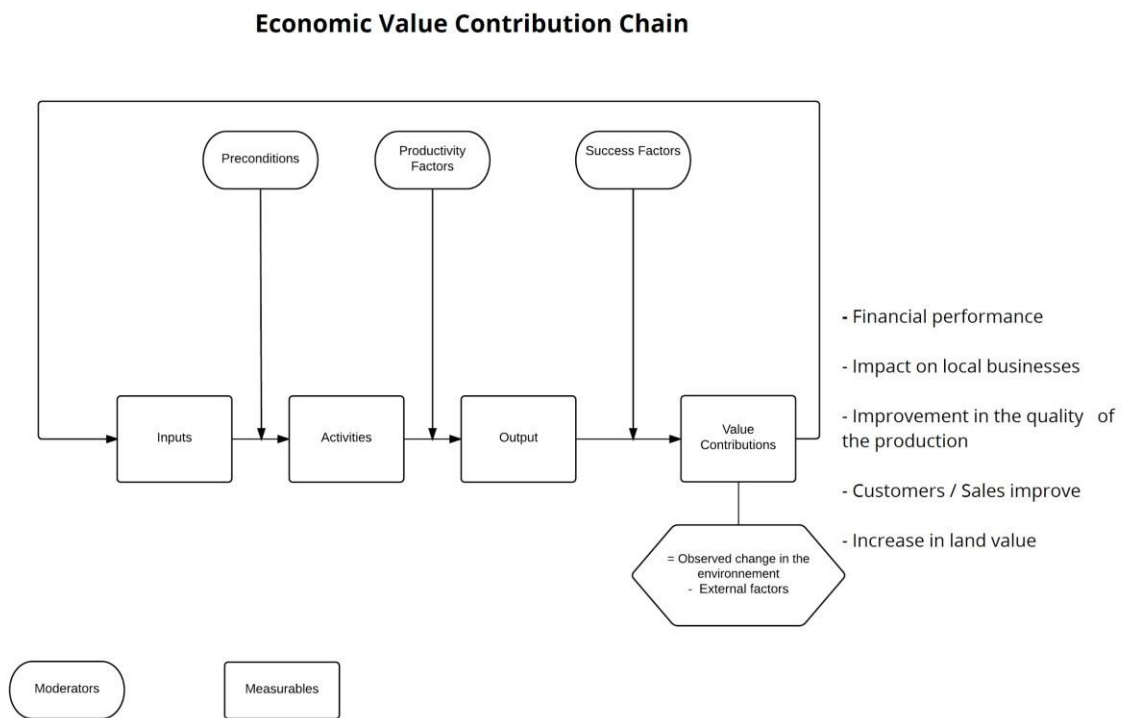 Economic Value Contribution Chain
Preconditions
Productivity
Factors
Success Factors
- Financial performance
- Impact on local businesses
- Improvement in the quality of
the production
- Customers / Sales improve
- Increase in land value
Inputs
Activities
Output
Value
Contributions
= Observed change in the
environnement
- External factors
Moderators
Measurables